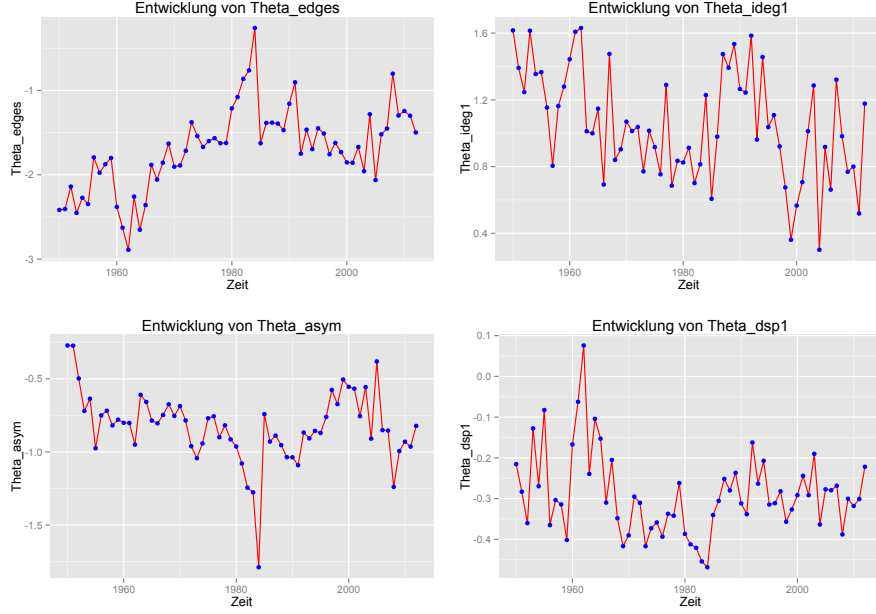 Entwicklung von Theta_edges
Theta_edges
-1
-2
-3
1960
1980
2000
Zeit
Entwicklung von Theta_ideg1
Theta_ideg1
1.6
1.2
0.8
0.4
1960
1980
2000
Zeit
Entwicklung von Theta_asym
Theta_asym
-0.5
-1.0
-1.5
1960
1980
2000
Zeit
Entwicklung von Theta_dsp1
Theta_dsp1
0.1
0.0
-0.1
-0.2
-0.3
-0.4
1960
1980
2000
Zeit